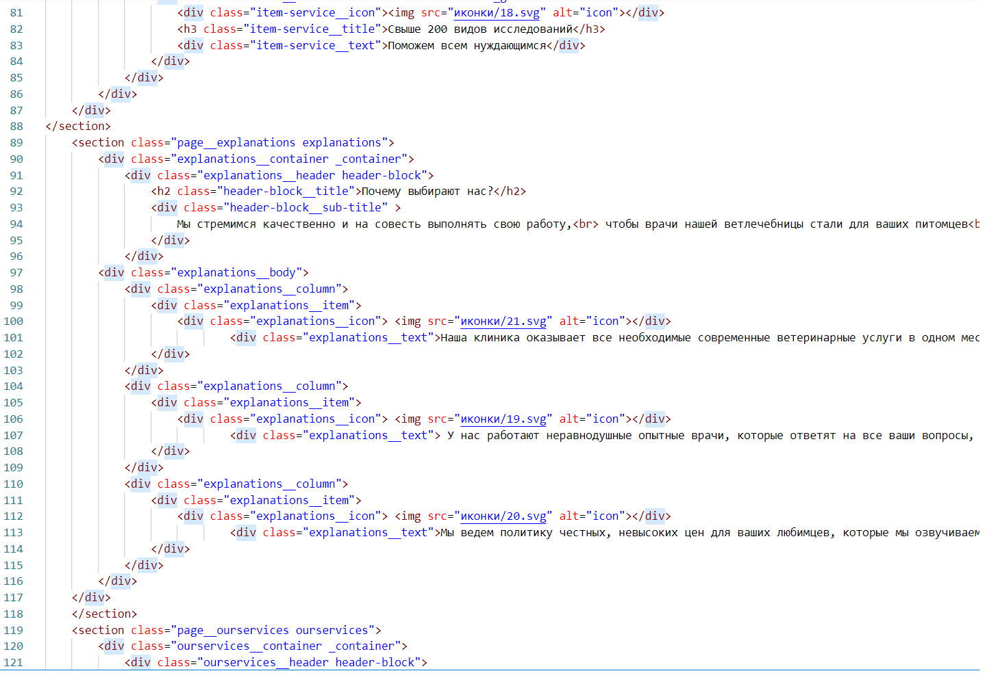 81 <div class="item-service__icon"><img src="иконки/18.svg" alt="icon"></div>
82 <h3 class="item-service__title">Свыше 200 видов исследований</h3>
83 <div class="item-service__text">Поможем всем нуждающимся</div>
84 </div>
85 </div>
86 </div>
87 </div>
88 </section>
89 <section class="page__explanations explanations">
90 <div class="explanations__container _container">
91 <div class="explanations__header header-block">
92 <h2 class="header-block__title">Почему выбирают нас?</h2>
93 <div class="header-block__sub-title" >
94 Мы стремимся качественно и на совесть выполнять свою работу,<br> чтобы врачи нашей ветлечебницы стали для ваших питомцев<b
95 </div>
96 </div>
97 <div class="explanations__body">
98 <div class="explanations__column">
99 <div class="explanations__item">
100 <div class="explanations__icon"> <img src="иконки/21.svg" alt="icon"></div>
101 <div class="explanations__text">Наша клиника оказывает все необходимые современные ветеринарные услуги в одном мес
102 </div>
103 </div>
104 <div class="explanations__column">
105 <div class="explanations__item">
106 <div class="explanations__icon"> <img src="иконки/19.svg" alt="icon"></div>
107 <div class="explanations__text"> У нас работают неравнодушные опытные врачи, которые ответят на все ваши вопросы,
108 </div>
109 </div>
110 <div class="explanations__column">
111 <div class="explanations__item">
112 <div class="explanations__icon"> <img src="иконки/20.svg" alt="icon"></div>
113 <div class="explanations__text">Мы ведем политику честных, невысоких цен для ваших любимцев, которые мы озвучиваем
114 </div>
115 </div>
116 </div>
117 </div>
118 </section>
119 <section class="page__ourservices ourservices">
120 <div class="ourservices__container _container">
121 <div class="ourservices__header header-block">